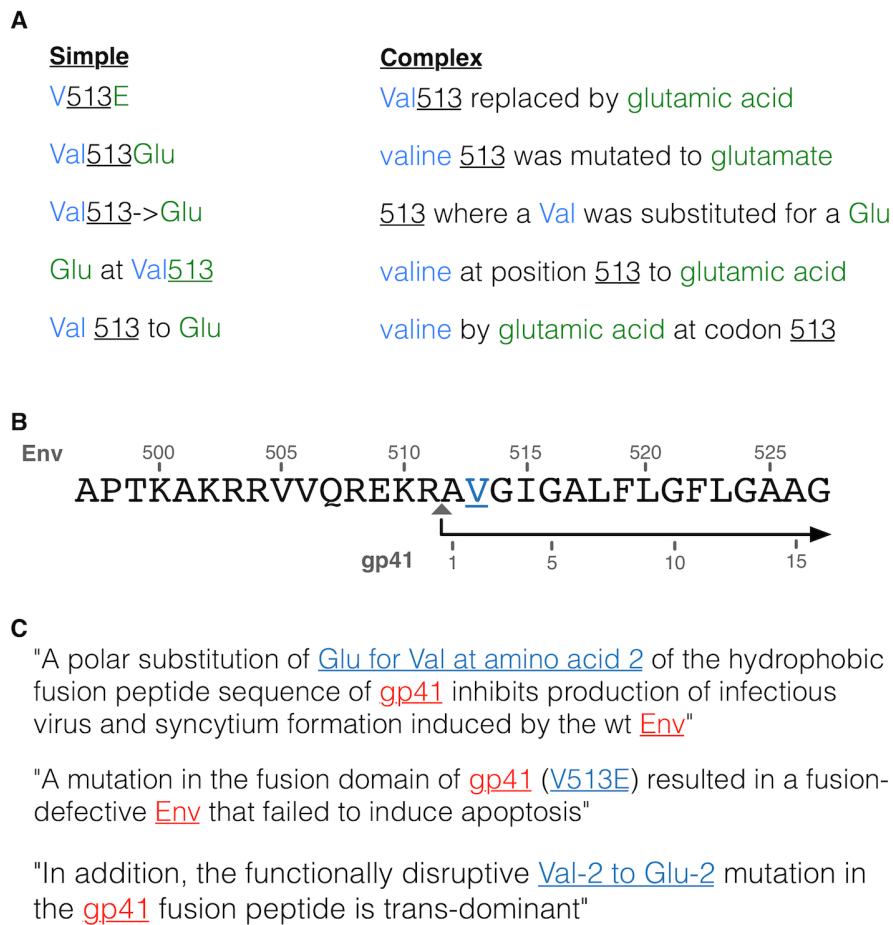 A
Simple Complex
V513E Val513 replaced by glutamic acid
Val513Glu valine 513 was mutated to glutamate
Val513->Glu 513 where a Val was substituted for a Glu
Glu at Val513 valine at position 513 to glutamic acid
Val 513 to Glu valine by glutamic acid at codon 513
B
Env 500 505 510 515 520 525
APTKAKRRVVQREKRAVGIGALFLGFLGAAG
gp41 1 5 10 15
C
"A polar substitution of Glu for Val at amino acid 2 of the hydrophobic
fusion peptide sequence of gp41 inhibits production of infectious
virus and syncytium formation induced by the wt Env"
"A mutation in the fusion domain of gp41 (V513E) resulted in a fusion-
defective Env that failed to induce apoptosis"
"In addition, the functionally disruptive Val-2 to Glu-2 mutation in
the gp41 fusion peptide is trans-dominant"